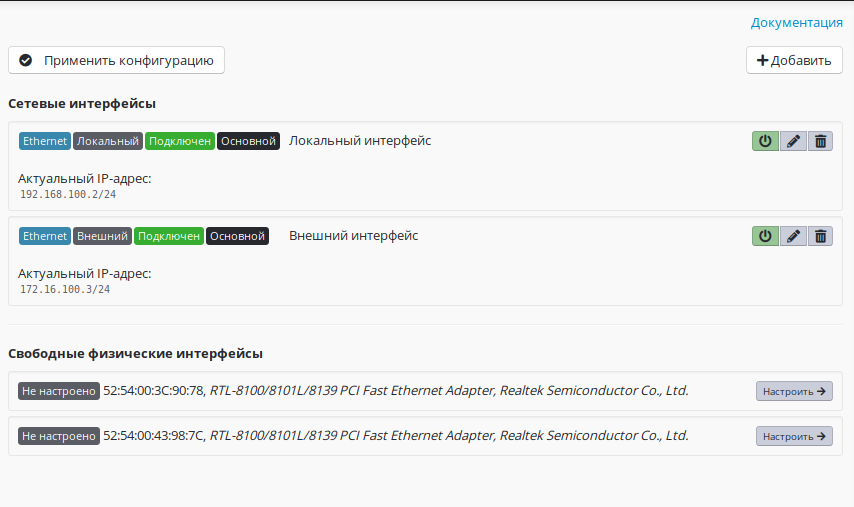 Документация
Применить конфигурацию
Добавить
Сетевые интерфейсы
Ethernet Локальный Подключен Основной Локальный интерфейс
Актуальный IP-адрес:
192.168.100.2/24
Ethernet Внешний Подключен Основной Внешний интерфейс
Актуальный IP-адрес:
172.16.100.3/24
Свободные физические интерфейсы
Не настроено 52:54:00:3C:90:78, RTL-8100/8101L/8139 PCI Fast Ethernet Adapter, Realtek Semiconductor Co., Ltd. Настроить
Не настроено 52:54:00:43:98:7C, RTL-8100/8101L/8139 PCI Fast Ethernet Adapter, Realtek Semiconductor Co., Ltd. Настроить